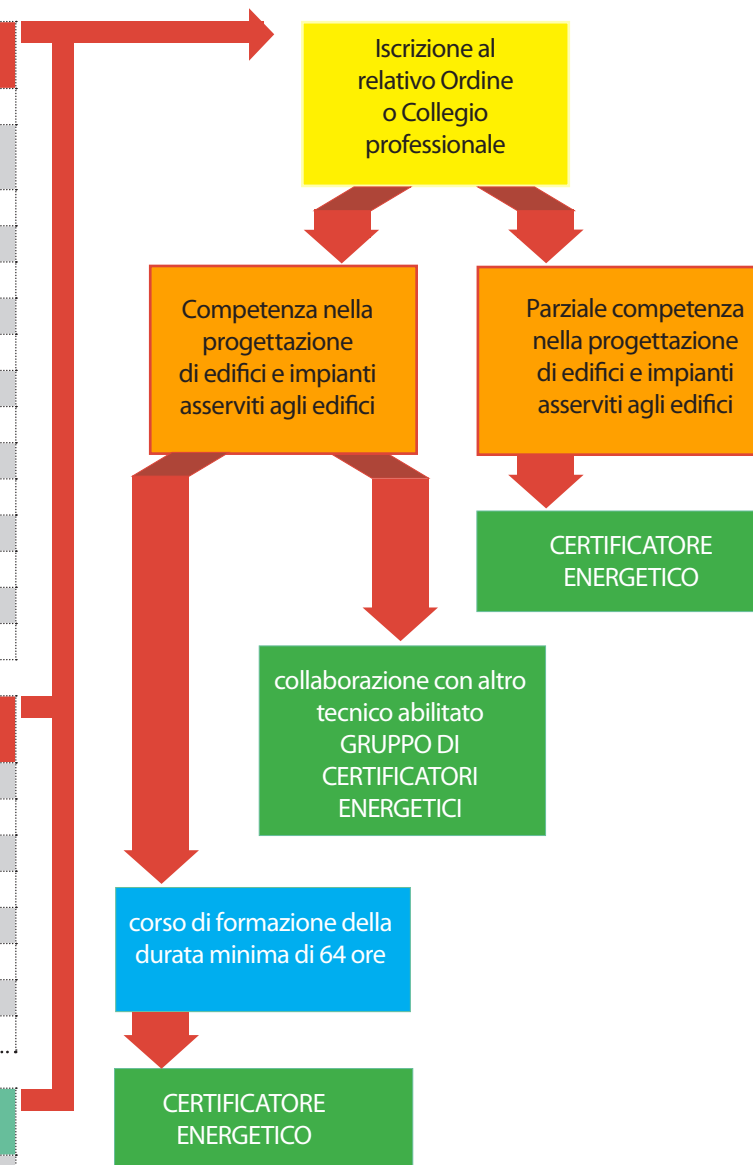 Iscrizione al
relativo Ordine
o Collegio
professionale
Competenza nella
progettazione
di edifici e impianti
asserviti agli edifici
Parziale competenza
nella progettazione
di edifici e impianti
asserviti agli edifici
CERTIFICATORE
ENERGETICO
collaborazione con altro
tecnico abilitato
GRUPPO DI
CERTIFICATORI
ENERGETICI
corso di formazione della
durata minima di 64 ore
CERTIFICATORE
ENERGETICO